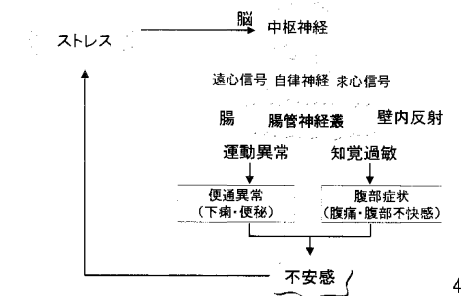 脳
ストレス
中枢神経
遠心信号 自律神経 求心信号
腸 腸管神経叢 壁内反射
運動異常 知覚過敏
便通異常
(下痢・便秘)
腹部症状
(腹痛・腹部不快感)
不安感
4